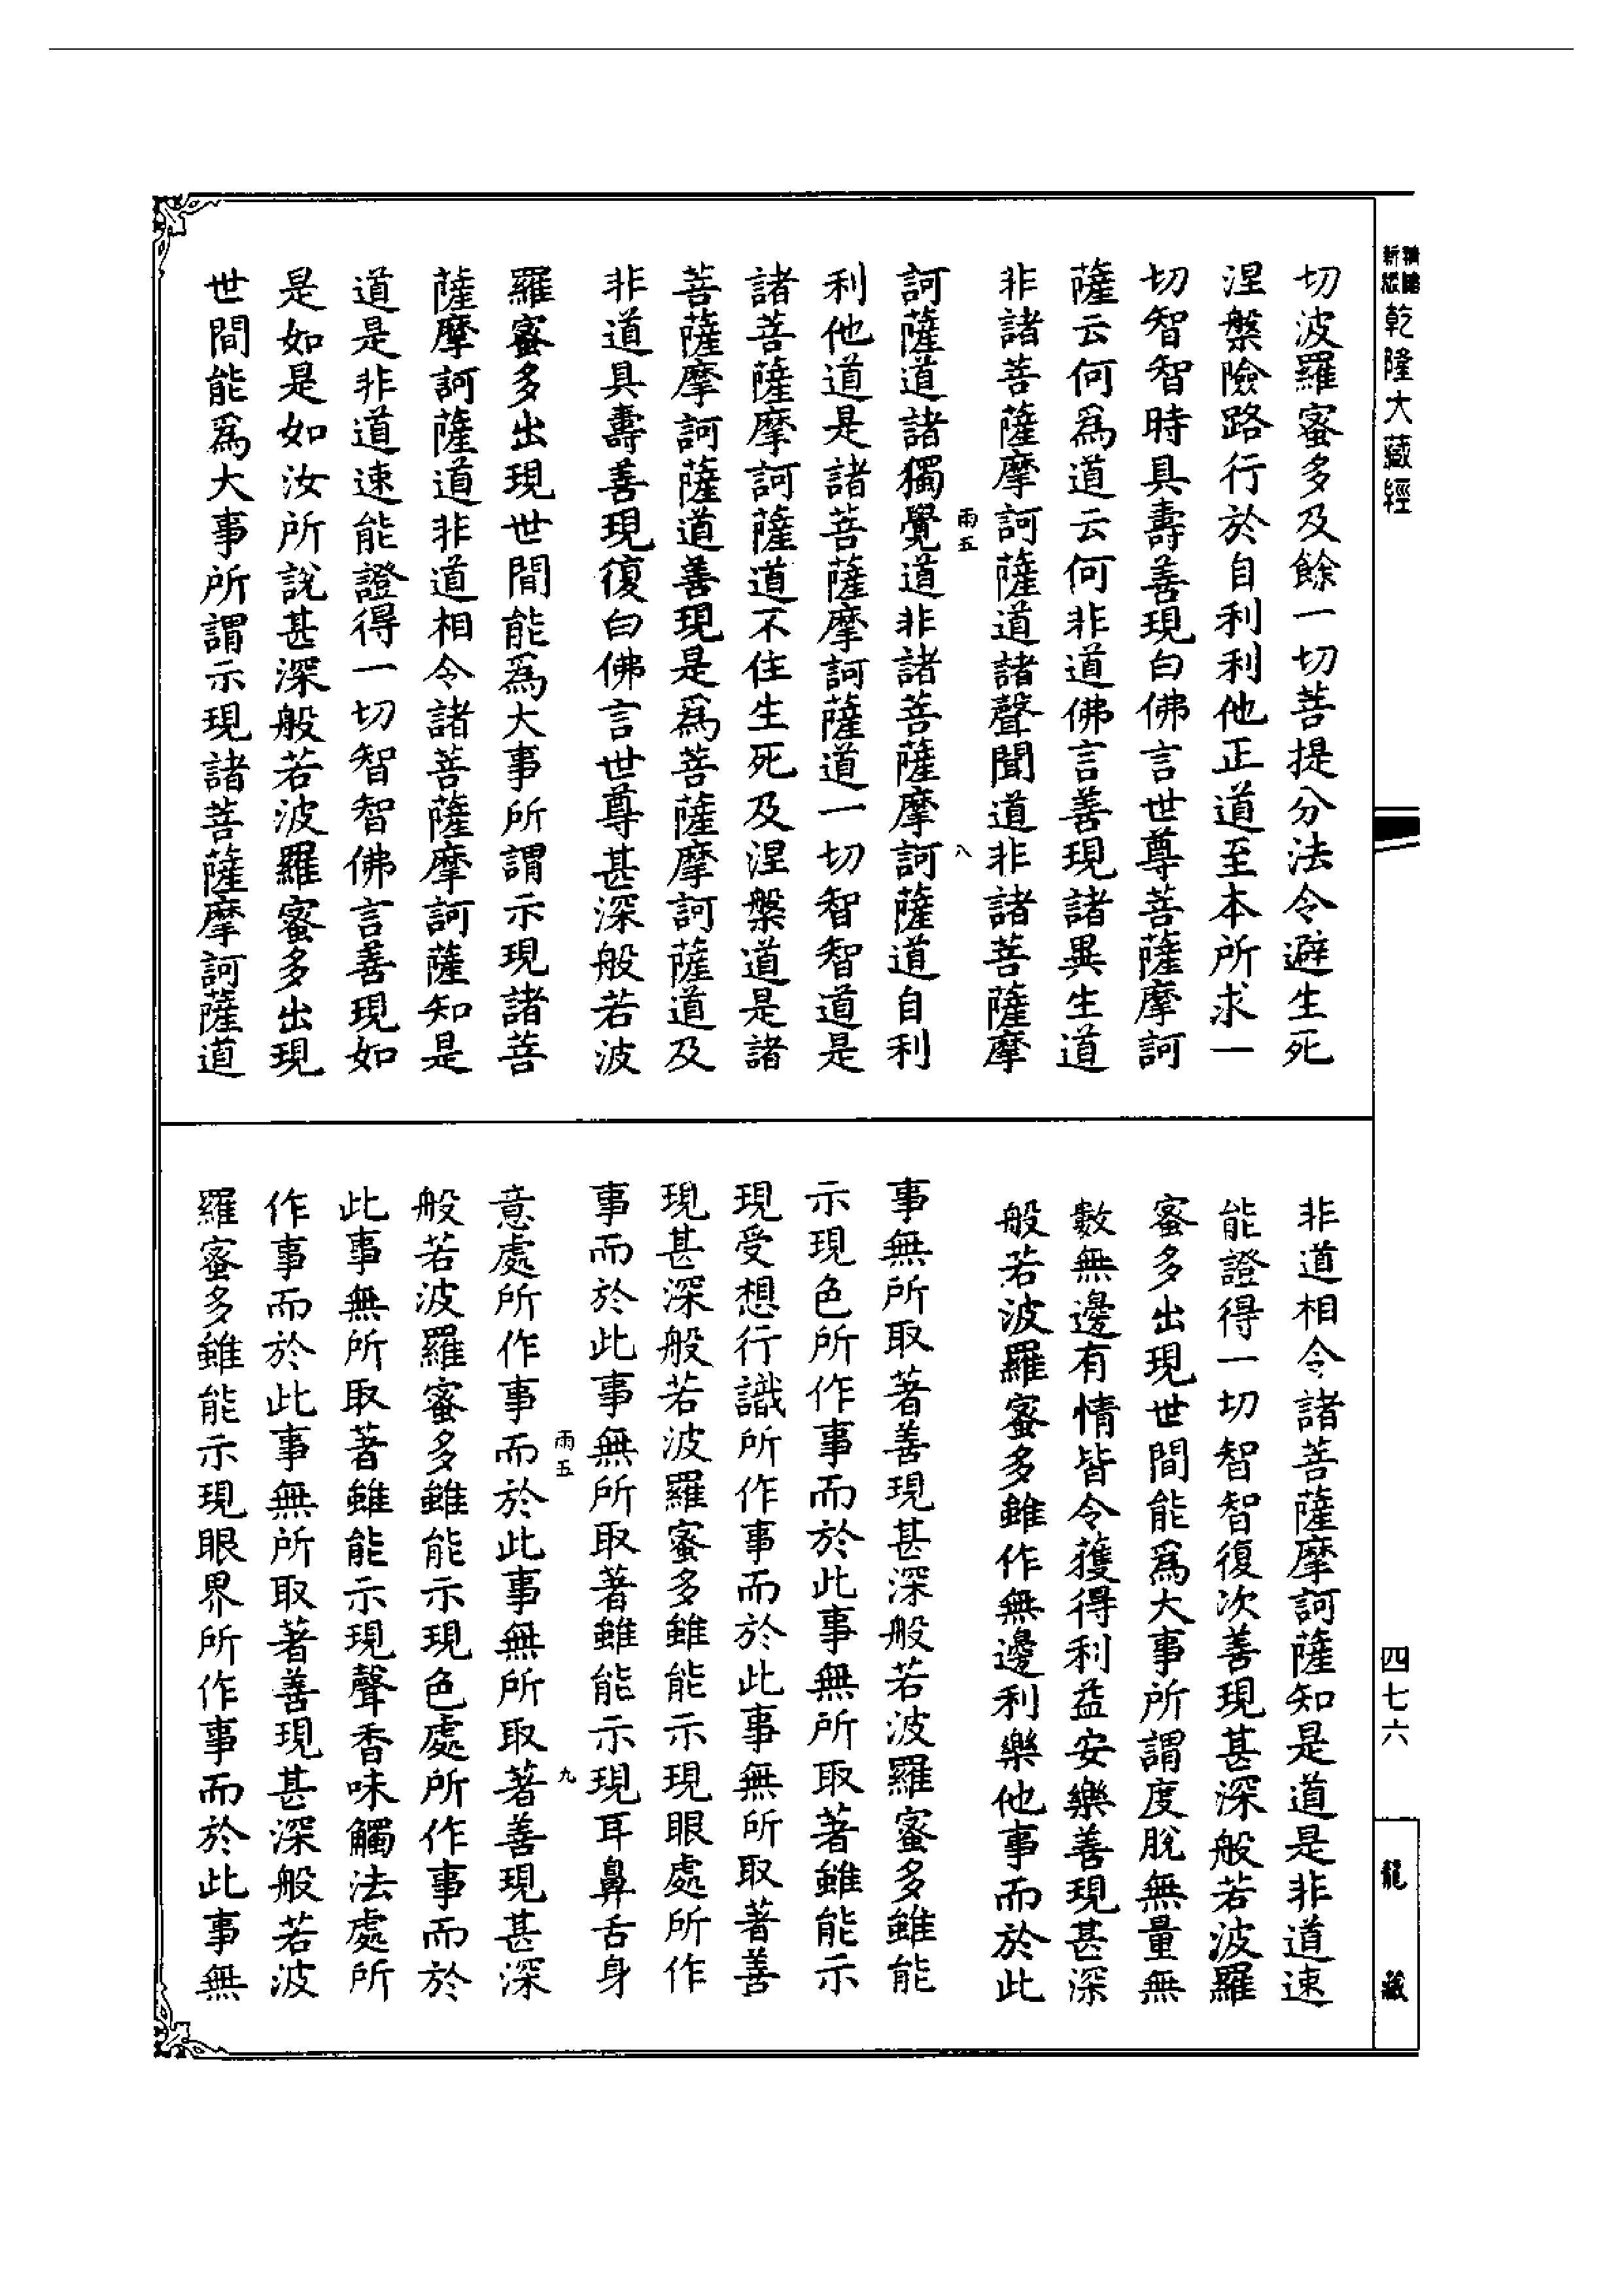 乾隆大藏經
切波羅蜜多及餘一切菩提分法令避生死
涅槃險路行於自利利他正道至本所求一
切智智時具壽善現白佛言世尊菩薩摩訶
薩云何爲道云何非道佛言善現諸異生道
非諸菩薩摩訶薩道諸聲聞道非諸菩薩摩
訶薩道諸獨覺道非諸菩薩摩訶薩道自利
雨五
八
利他道是諸菩薩摩訶薩道一切智智道是
諸菩薩摩訶薩道不住生死及涅槃道是諸
菩薩摩訶薩道善現是爲菩薩摩訶薩道及
非道具壽善現復白佛言世尊甚深般若波
羅蜜多出現世間能爲大事所謂示現諸菩
薩摩訶薩道非道相令諸菩薩摩訶薩知是
道是非道速能證得一切智智佛言善現如
是如是如汝所說甚深般若波羅蜜多出現
世間能爲大事所謂示現諸菩薩摩訶薩道
非道相令諸菩薩摩訶薩知是道是非道速
能證得一切智智復次善現甚深般若波羅
蜜多出現世間能爲大事所謂度脫無量無
數無邊有情皆令獲得利益安樂善現甚深
般若波羅蜜多雖作無邊利樂他事而於此
事無所取著善現甚深般若波羅蜜多雖能
示現色所作事而於此事無所取著雖能示
現受想行識所作事而於此事無所取著善
現甚深般若波羅蜜多雖能示現眼處所作
事而於此事無所取著雖能示現耳鼻舌身
意處所作事而於此事無所取著善現甚深
雨五
九
般若波羅蜜多雖能示現色處所作事而於
此事無所取著雖能示現聲香味觸法處所
作事而於此事無所取著善現甚深般若波
羅蜜多雖能示現眼界所作事而於此事無
四七六
龍藏